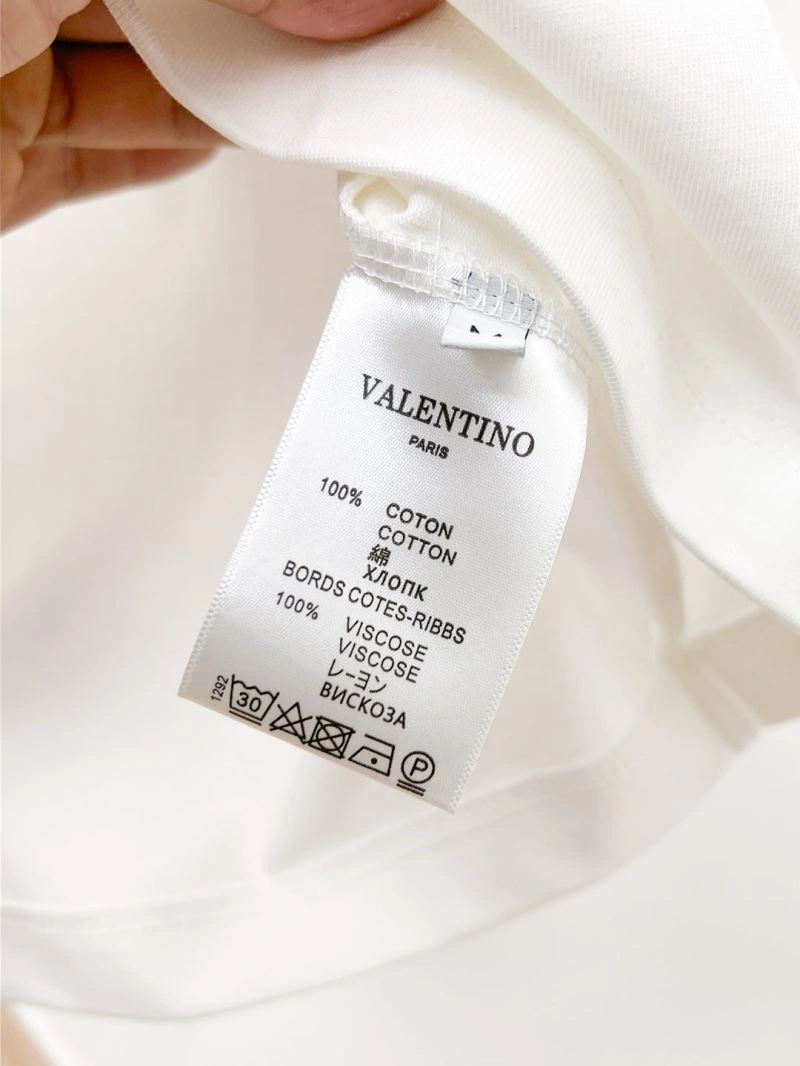 VALENTINO
PARIS
100% COTON
COTTON
綿
ХЛОПК
BORDS COTES-RIBBS
100% VISCOSE
VISCOSE
レーヨン
ВИСКОЗА
1292
30
P